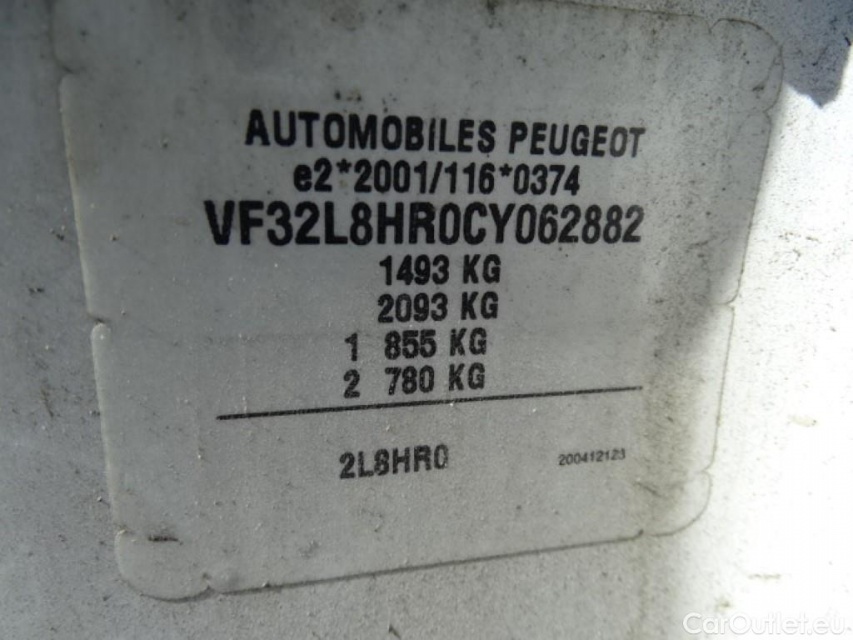 AUTOMOBILES PEUGEOT
e2*2001/116*0374
VF32L8HR0CY062882
1493 KG
2093 KG
1 855 KG
2 780 KG
2L8HR0
200412123
CarOutlet.eu